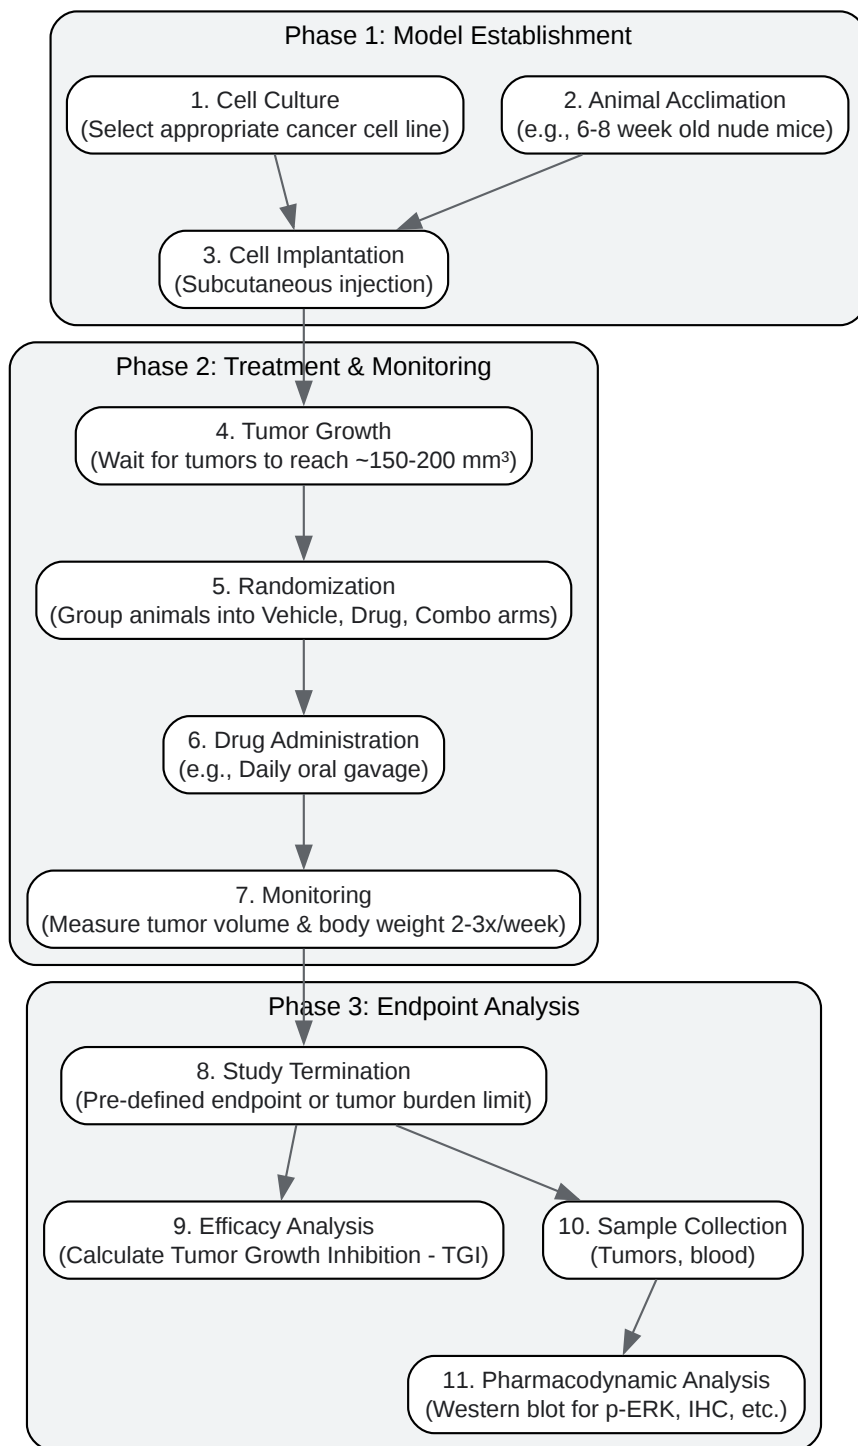 Phase 1: Model Establishment
1. Cell Culture
(Select appropriate cancer cell line)
2. Animal Acclimation
(e.g., 6-8 week old nude mice)
3. Cell Implantation
(Subcutaneous injection)
Phase 2: Treatment & Monitoring
4. Tumor Growth
(Wait for tumors to reach ~150-200 mm³)
5. Randomization
(Group animals into Vehicle, Drug, Combo arms)
6. Drug Administration
(e.g., Daily oral gavage)
7. Monitoring
(Measure tumor volume & body weight 2-3x/week)
Phase 3: Endpoint Analysis
8. Study Termination
(Pre-defined endpoint or tumor burden limit)
9. Efficacy Analysis
(Calculate Tumor Growth Inhibition - TGI)
10. Sample Collection
(Tumors, blood)
11. Pharmacodynamic Analysis
(Western blot for p-ERK, IHC, etc.)